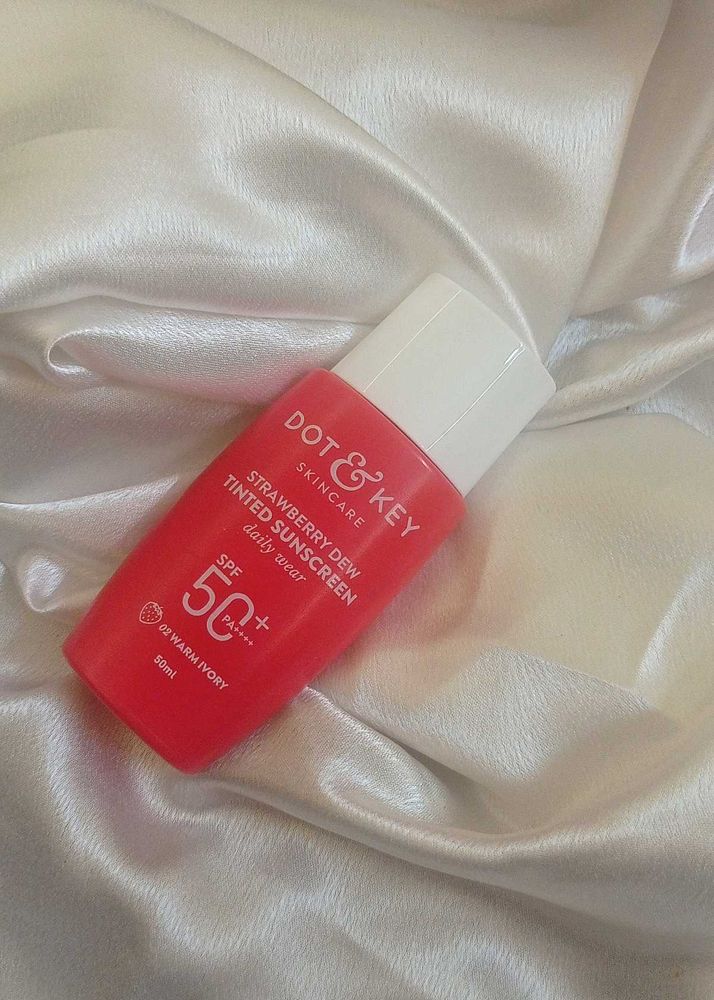 DOT & KEY
SKINCARE
STRAWBERRY DEW
TINTED SUNSCREEN
daily wear
SPF
50+
PA++++
02 WARM IVORY
50ml